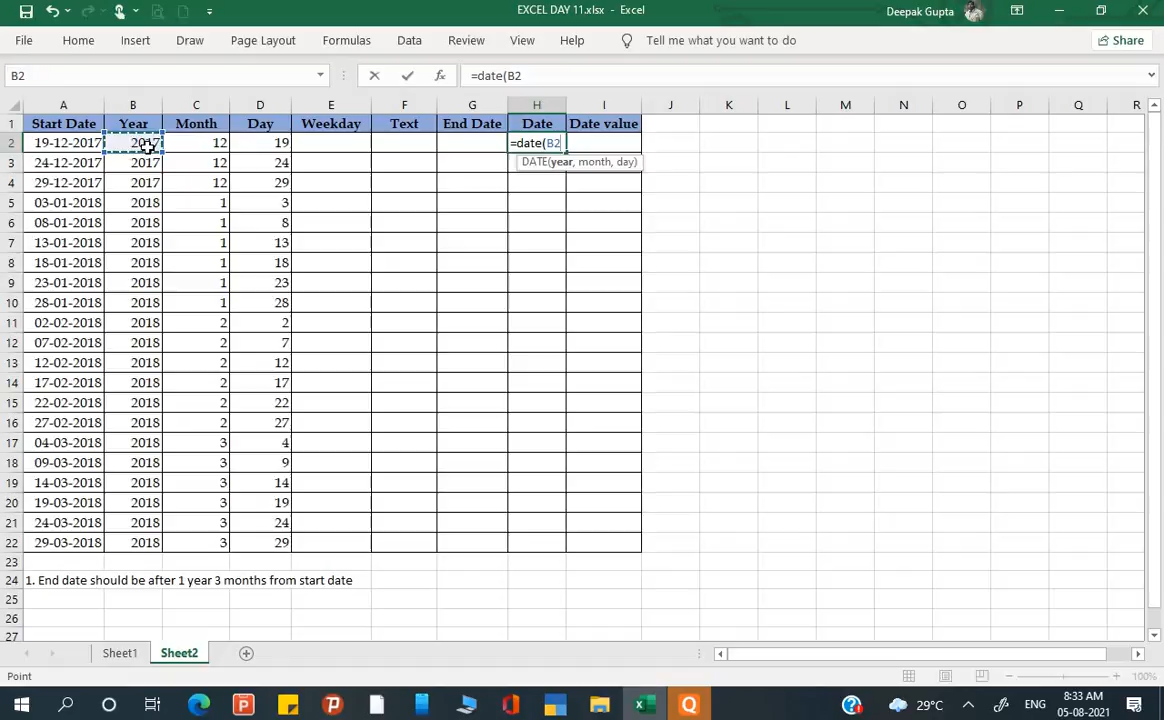 EXCEL DAY 11.xlsx - Excel
Deepak Gupta
File Home Insert Draw Page Layout Formulas Data Review View Help Tell me what you want to do Share
B2 fx =date(B2
A B C D E F G H I J K L M N O P Q R
1 Start Date Year Month Day Weekday Text End Date Date Date value
2 19-12-2017 2017 12 19 =date(B2
DATE(year, month, day)
3 24-12-2017 2017 12 24
4 29-12-2017 2017 12 29
5 03-01-2018 2018 1 3
6 08-01-2018 2018 1 8
7 13-01-2018 2018 1 13
8 18-01-2018 2018 1 18
9 23-01-2018 2018 1 23
10 28-01-2018 2018 1 28
11 02-02-2018 2018 2 2
12 07-02-2018 2018 2 7
13 12-02-2018 2018 2 12
14 17-02-2018 2018 2 17
15 22-02-2018 2018 2 22
16 27-02-2018 2018 2 27
17 04-03-2018 2018 3 4
18 09-03-2018 2018 3 9
19 14-03-2018 2018 3 14
20 19-03-2018 2018 3 19
21 24-03-2018 2018 3 24
22 29-03-2018 2018 3 29
23
24 1. End date should be after 1 year 3 months from start date
25
26
27
Sheet1 Sheet2
Point 100%
29°C ENG 8:33 AM
05-08-2021